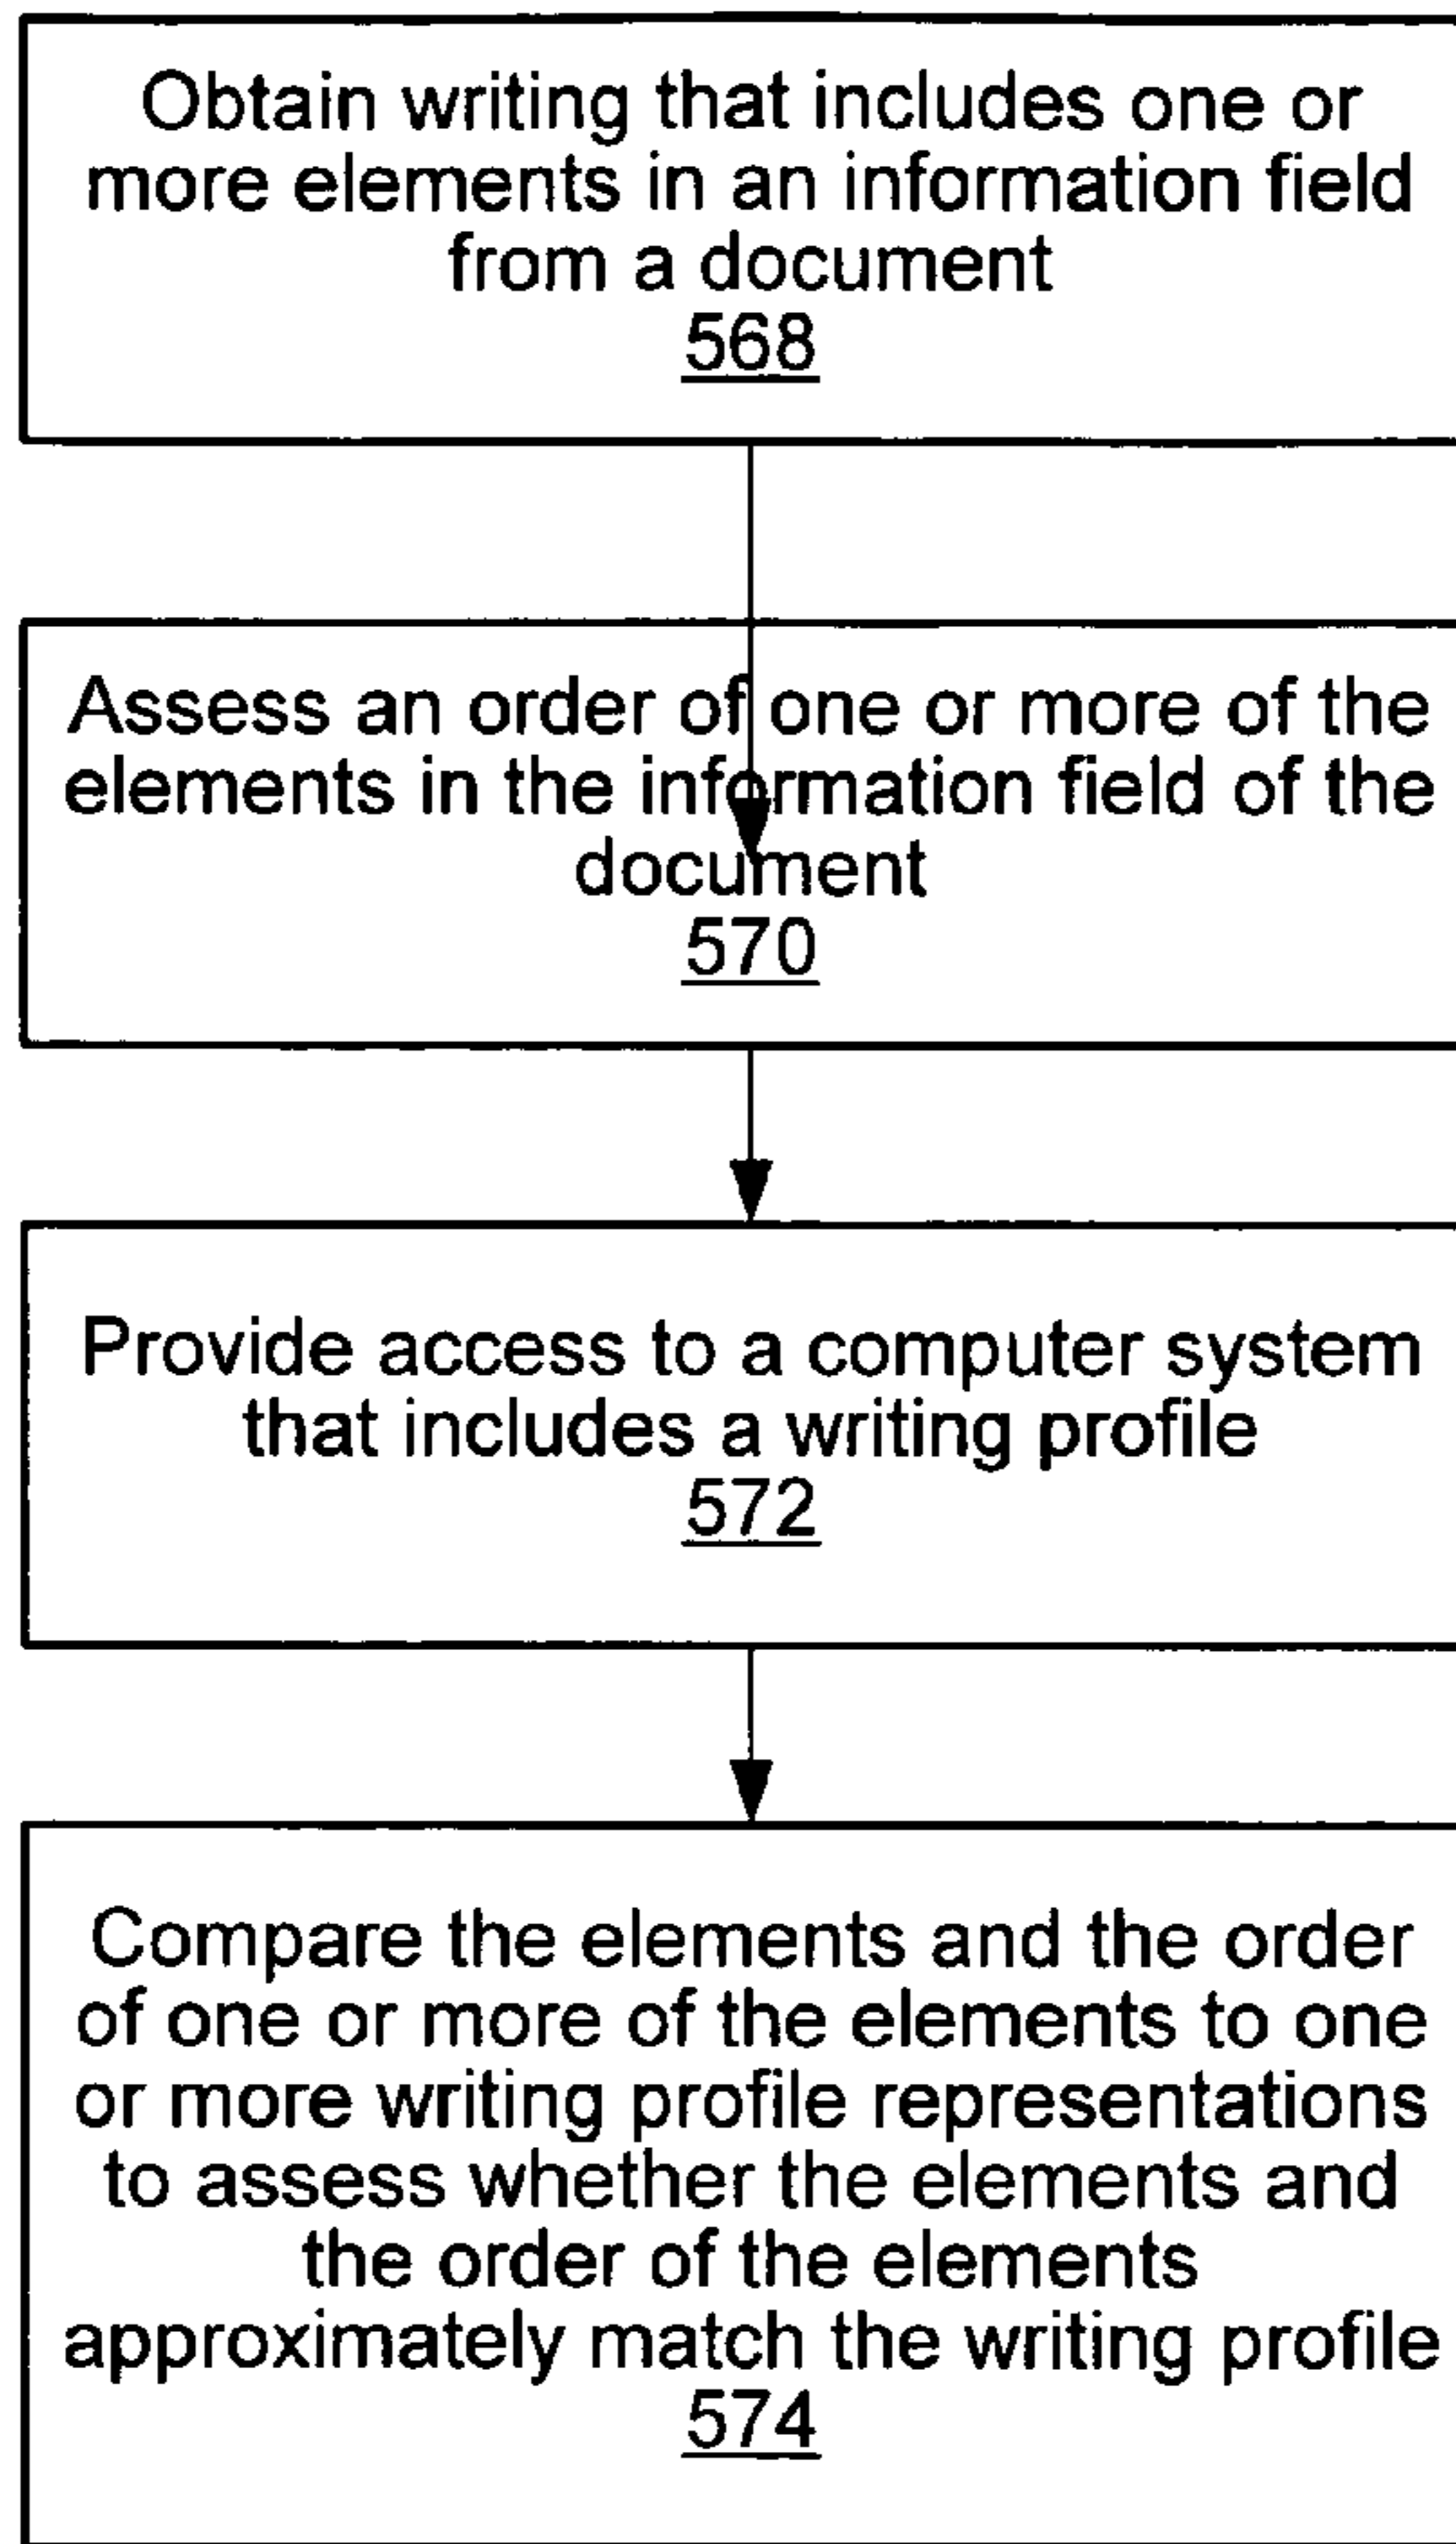 Obtain writing that includes one or
more elements in an information field
from a document
568
Assess an order of one or more of the
elements in the information field of the
document
570
Provide access to a computer system
that includes a writing profile
572
Compare the elements and the order
of one or more of the elements to one
or more writing profile representations
to assess whether the elements and
the order of the elements
approximately match the writing profile
574